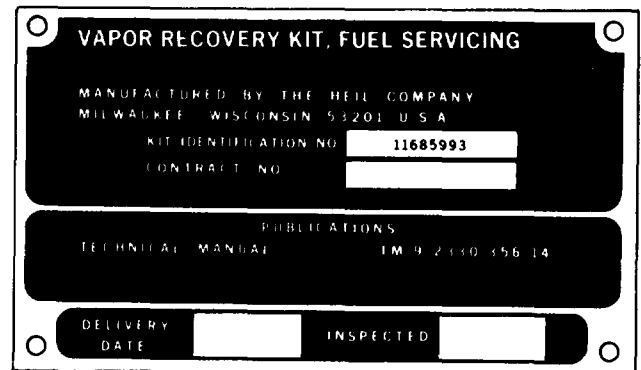 VAPOR RECOVERY KIT, FUEL SERVICING
MANUFACTURED BY THE HEIL COMPANY
MILWAUKEE WISCONSIN 53201 U S A
KIT IDENTIFICATION NO 11685993
CONTRACT NO
PUBLICATIONS
TECHNICAL MANUAL TM 9 2330 356 14
DELIVERY DATE INSPECTED